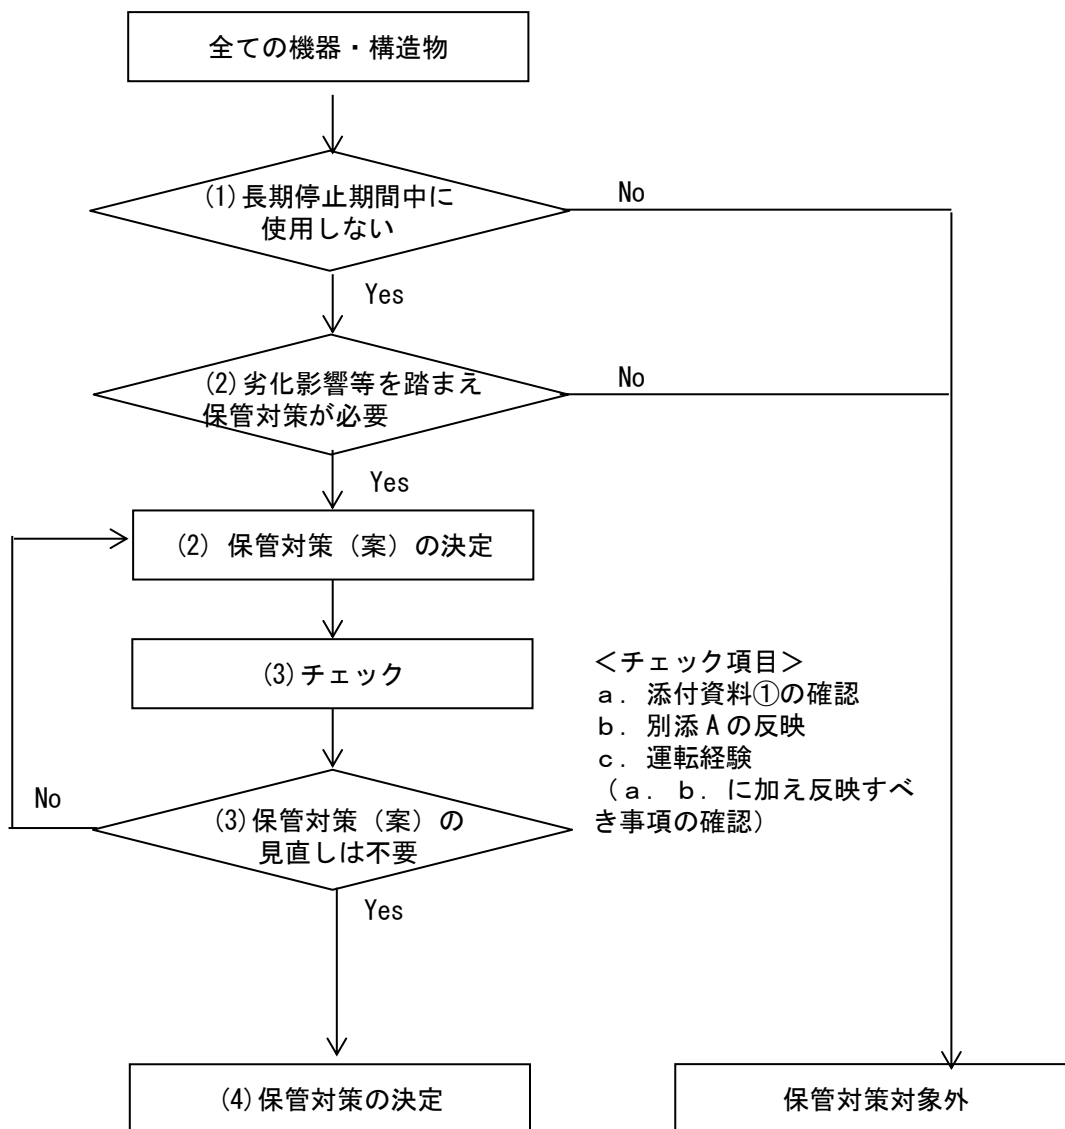 全ての機器・構造物
(1)長期停止期間中に
使用しない
No
Yes
(2)劣化影響等を踏まえ
保管対策が必要
No
Yes
(2) 保管対策（案）の決定
(3)チェック
＜チェック項目＞
ａ．添付資料①の確認
ｂ．別添Ａの反映
ｃ．運転経験
（ａ．ｂ．に加え反映すべ
き事項の確認）
(3)保管対策（案）の
見直しは不要
No
Yes
(4)保管対策の決定
保管対策対象外